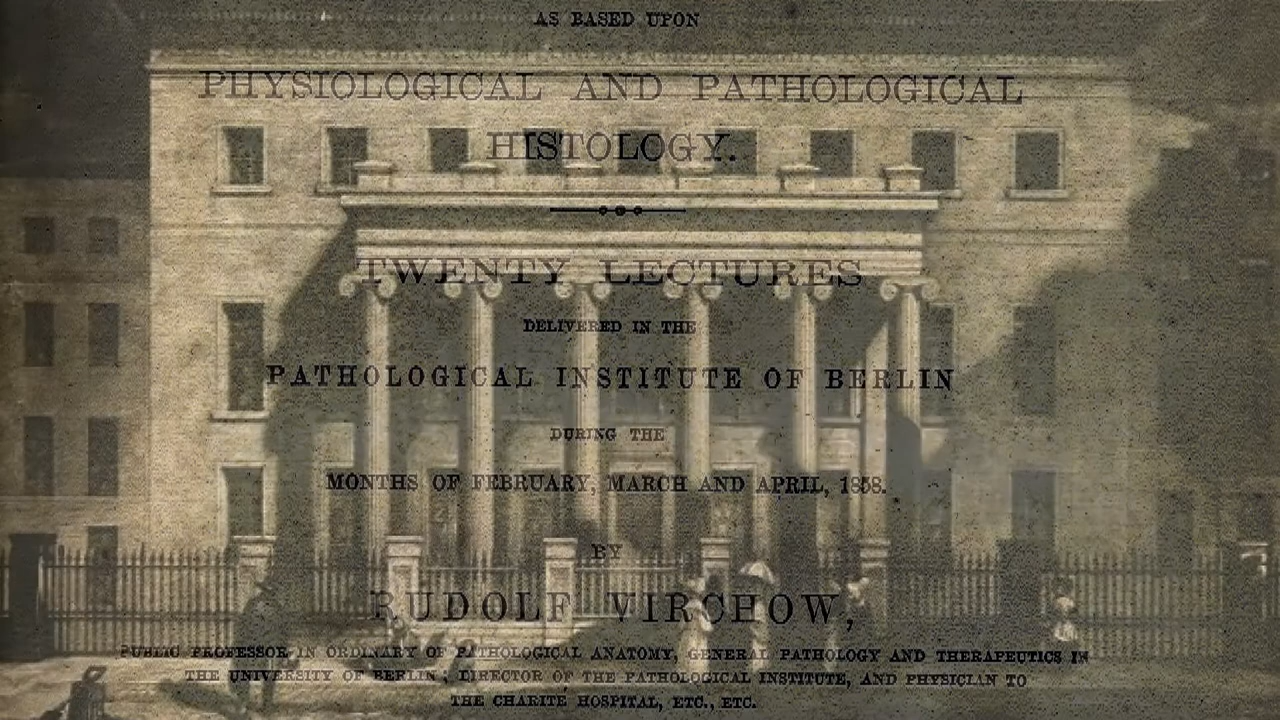 AS BASED UPON
PHYSIOLOGICAL AND PATHOLOGICAL
HISTOLOGY.
TWENTY LECTURES
DELIVERED IN THE
PATHOLOGICAL INSTITUTE OF BERLIN
DURING THE
MONTHS OF FEBRUARY, MARCH AND APRIL, 1858.
BY
RUDOLF VIRCHOW,
PUBLIC PROFESSOR IN ORDINARY OF PATHOLOGICAL ANATOMY, GENERAL PATHOLOGY AND THERAPEUTICS IN
THE UNIVERSITY OF BERLIN; DIRECTOR OF THE PATHOLOGICAL INSTITUTE, AND PHYSICIAN TO
THE CHARITÉ HOSPITAL, ETC., ETC.